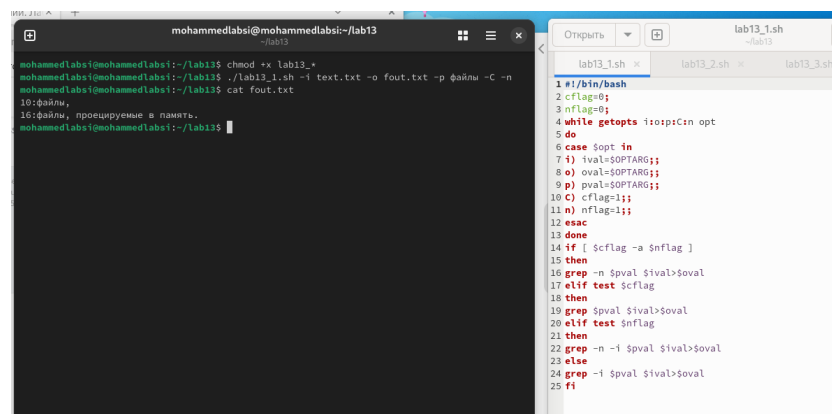 mohammedlabsi@mohammedlabsi:~/lab13
~/lab13
mohammedlabsi@mohammedlabsi:~/lab13$ chmod +x lab13_*
mohammedlabsi@mohammedlabsi:~/lab13$ ./lab13_1.sh -i text.txt -o fout.txt -p файлы -C -n
mohammedlabsi@mohammedlabsi:~/lab13$ cat fout.txt
10:файлы,
16:файлы, проецируемые в память.
mohammedlabsi@mohammedlabsi:~/lab13$
Открыть
lab13_1.sh
~/lab13
lab13_1.sh × lab13_2.sh × lab13_3.sh
1 #!/bin/bash
2 cflag=0;
3 nflag=0;
4 while getopts i:o:p:C:n opt
5 do
6 case $opt in
7 i) ival=$OPTARG;;
8 o) oval=$OPTARG;;
9 p) pval=$OPTARG;;
10 C) cflag=1;;
11 n) nflag=1;;
12 esac
13 done
14 if [ $cflag -a $nflag ]
15 then
16 grep -n $pval $ival>$oval
17 elif test $cflag
18 then
19 grep $pval $ival>$oval
20 elif test $nflag
21 then
22 grep -n -i $pval $ival>$oval
23 else
24 grep -i $pval $ival>$oval
25 fi